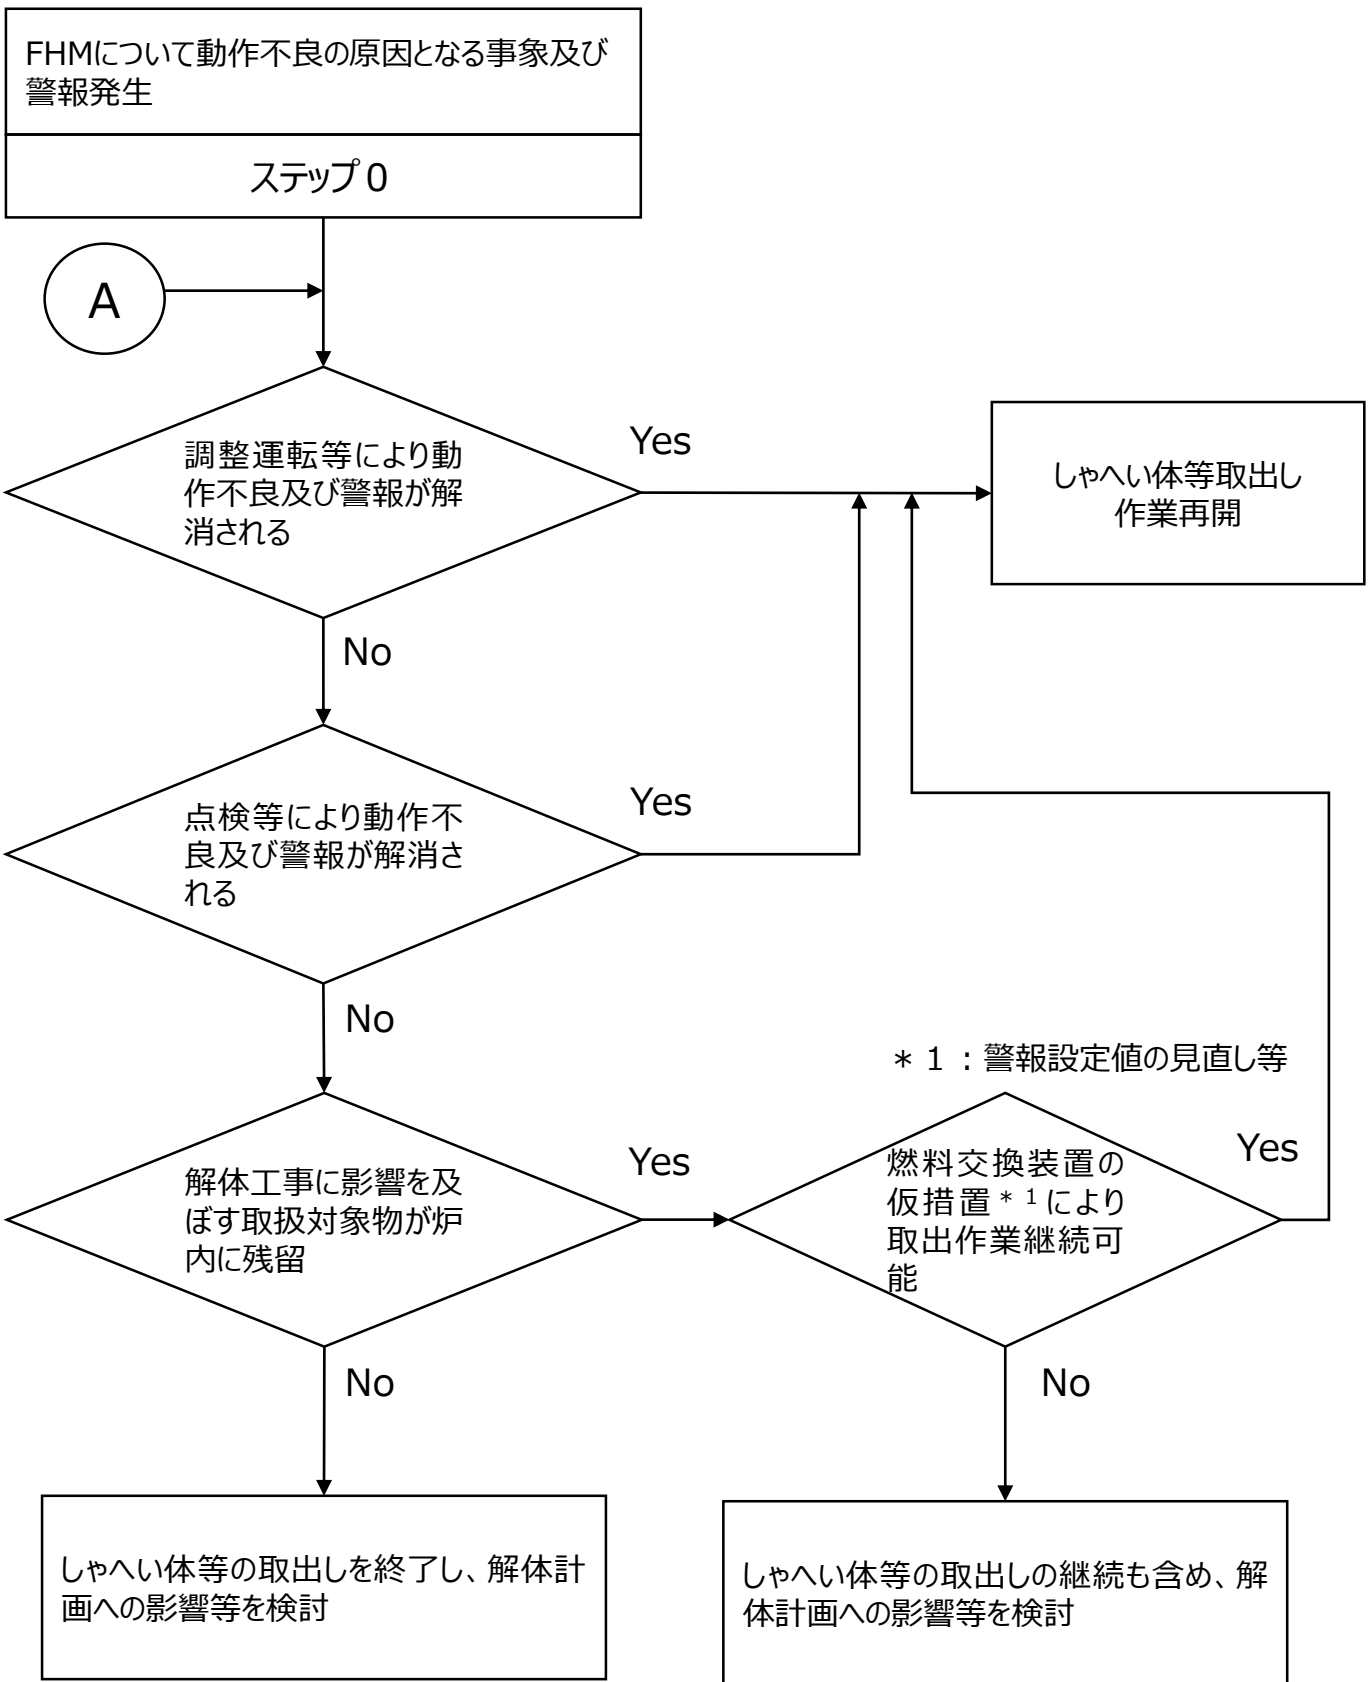 FHMについて動作不良の原因となる事象及び
警報発生
ステップ0
A
調整運転等により動
作不良及び警報が解
消される
Yes
しゃへい体等取出し
作業再開
No
点検等により動作不
良及び警報が解消さ
れる
Yes
No
＊1：警報設定値の見直し等
解体工事に影響を及
ぼす取扱対象物が炉
内に残留
Yes
燃料交換装置の
仮措置＊1により
取出作業継続可
能
Yes
No
No
しゃへい体等の取出しを終了し、解体計
画への影響等を検討
しゃへい体等の取出しの継続も含め、解
体計画への影響等を検討